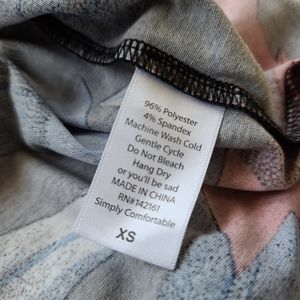 96% Polyester
4% Spandex
Machine Wash Cold
Gentle Cycle
Do Not Bleach
Hang Dry
or you'll be sad
MADE IN CHINA
RN#142161
Simply Comfortable
XS